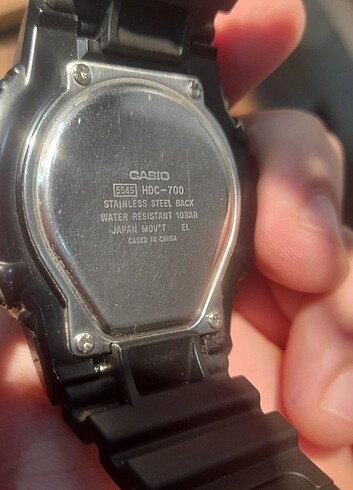 CASIO
5565 HDC-700
STAINLESS STEEL BACK
WATER RESISTANT 10BAR
JAPAN MOV'T EL
CASED IN CHINA